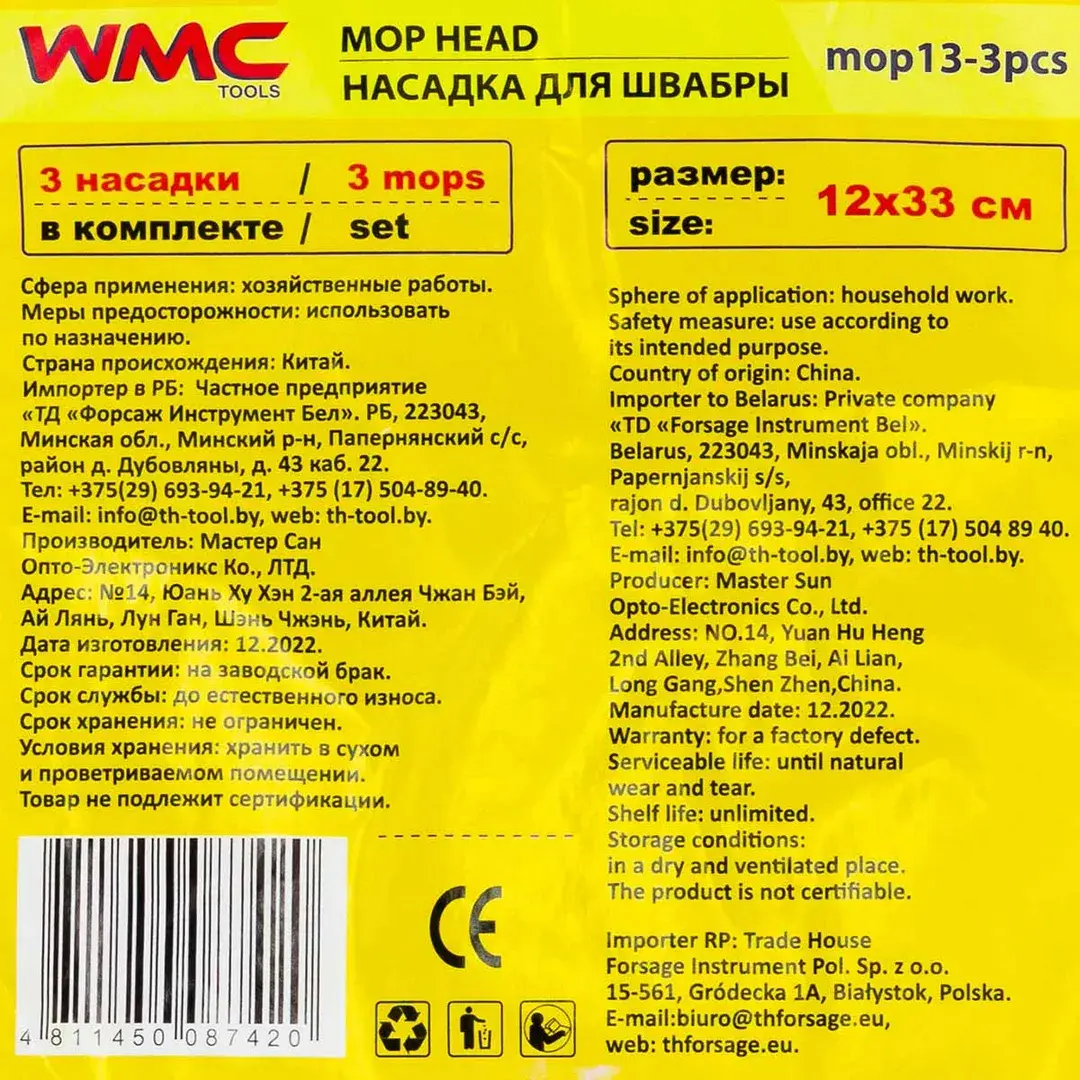 WMC
TOOLS
MOP HEAD
НАСАДКА ДЛЯ ШВАБРЫ
mop13-3pcs
3 насадки / 3 mops
в комплекте / set
размер:
size:
12x33 см
Сфера применения: хозяйственные работы.
Меры предосторожности: использовать
по назначению.
Страна происхождения: Китай.
Импортер в РБ: Частное предприятие
«ТД «Форсаж Инструмент Бел». РБ, 223043,
Минская обл., Минский р-н, Папернянский с/с,
район д. Дубовляны, д. 43 каб. 22.
Тел: +375(29) 693-94-21, +375 (17) 504-89-40.
E-mail: info@th-tool.by, web: th-tool.by.
Производитель: Мастер Сан
Опто-Электроникс Ко., ЛТД.
Адрес: №14, Юань Ху Хэн 2-ая аллея Чжан Бэй,
Ай Лянь, Лун Ган, Шэнь Чжэнь, Китай.
Дата изготовления: 12.2022.
Срок гарантии: на заводской брак.
Срок службы: до естественного износа.
Срок хранения: не ограничен.
Условия хранения: хранить в сухом
и проветриваемом помещении.
Товар не подлежит сертификации.
4 811450 087420
CE
Sphere of application: household work.
Safety measure: use according to
its intended purpose.
Country of origin: China.
Importer to Belarus: Private company
«TD «Forsage Instrument Bel».
Belarus, 223043, Minskaja obl., Minskij r-n,
Papernjanskij s/s,
rajon d. Dubovljany, 43, office 22.
Tel: +375(29) 693-94-21, +375 (17) 504 89 40.
E-mail: info@th-tool.by, web: th-tool.by.
Producer: Master Sun
Opto-Electronics Co., Ltd.
Address: NO.14, Yuan Hu Heng
2nd Alley, Zhang Bei, Ai Lian,
Long Gang,Shen Zhen,China.
Manufacture date: 12.2022.
Warranty: for a factory defect.
Serviceable life: until natural
wear and tear.
Shelf life: unlimited.
Storage conditions:
in a dry and ventilated place.
The product is not certifiable.
Importer RP: Trade House
Forsage Instrument Pol. Sp. z o.o.
15-561, Gródecka 1A, Białystok, Polska.
E-mail:biuro@thforsage.eu,
web: thforsage.eu.